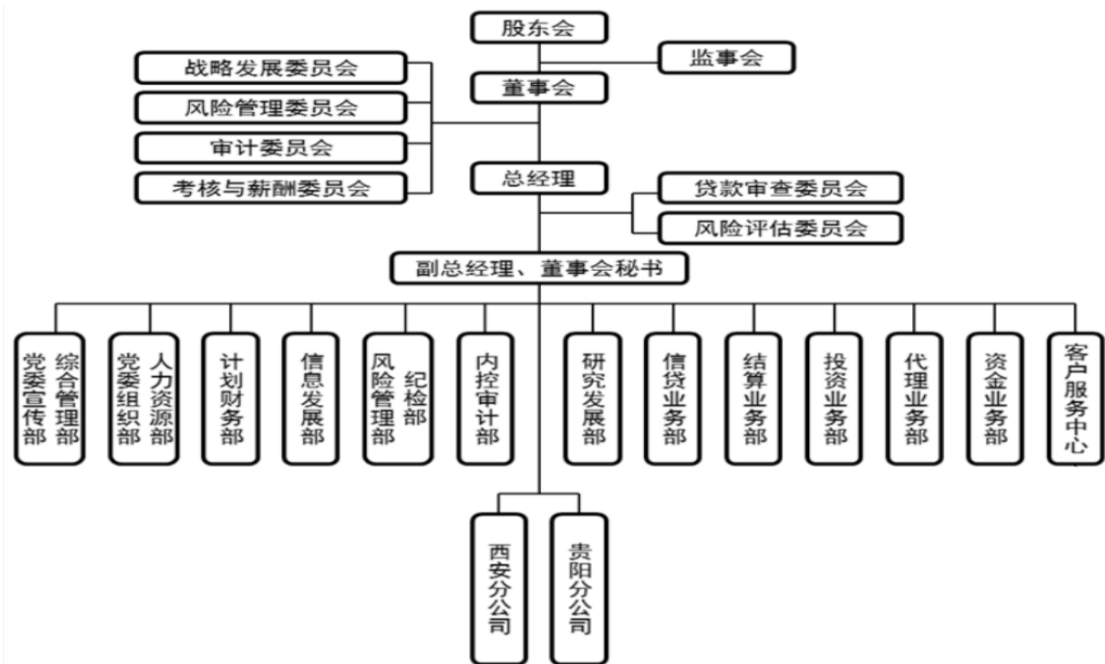 股东会
监事会
战略发展委员会
董事会
风险管理委员会
审计委员会
总经理
考核与薪酬委员会
贷款审查委员会
风险评估委员会
副总经理、董事会秘书
综合管理部
党委宣传部
人力资源部
党委组织部
计划财务部
信息发展部
纪检部
风险管理部
内控审计部
研究发展部
信贷业务部
结算业务部
投资业务部
代理业务部
资金业务部
客户服务中心
西安分公司
贵阳分公司